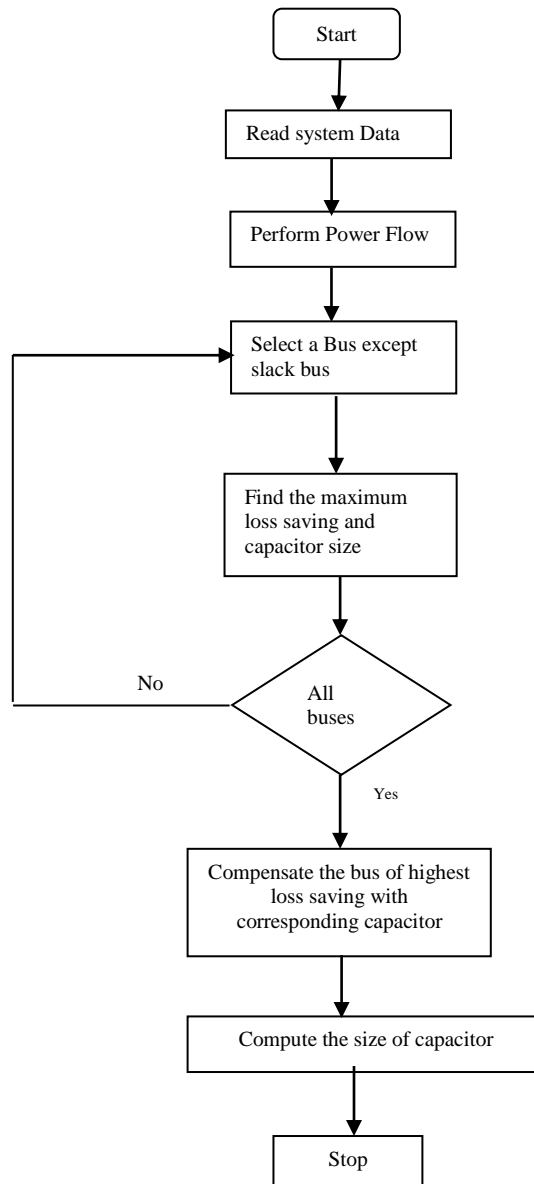 Start
Read system Data
Perform Power Flow
Select a Bus except
slack bus
Find the maximum
loss saving and
capacitor size
No
All
buses
Yes
Compensate the bus of highest
loss saving with
corresponding capacitor
Compute the size of capacitor
Stop